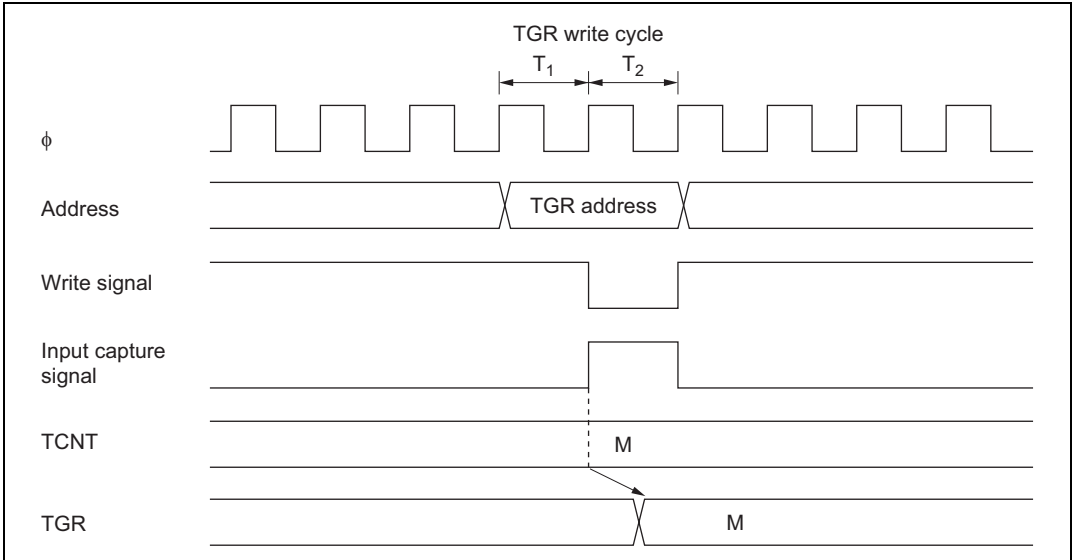 TGR write cycle
T1 T2
ϕ
Address
TGR address
Write signal
Input capture
signal
TCNT
M
TGR
M